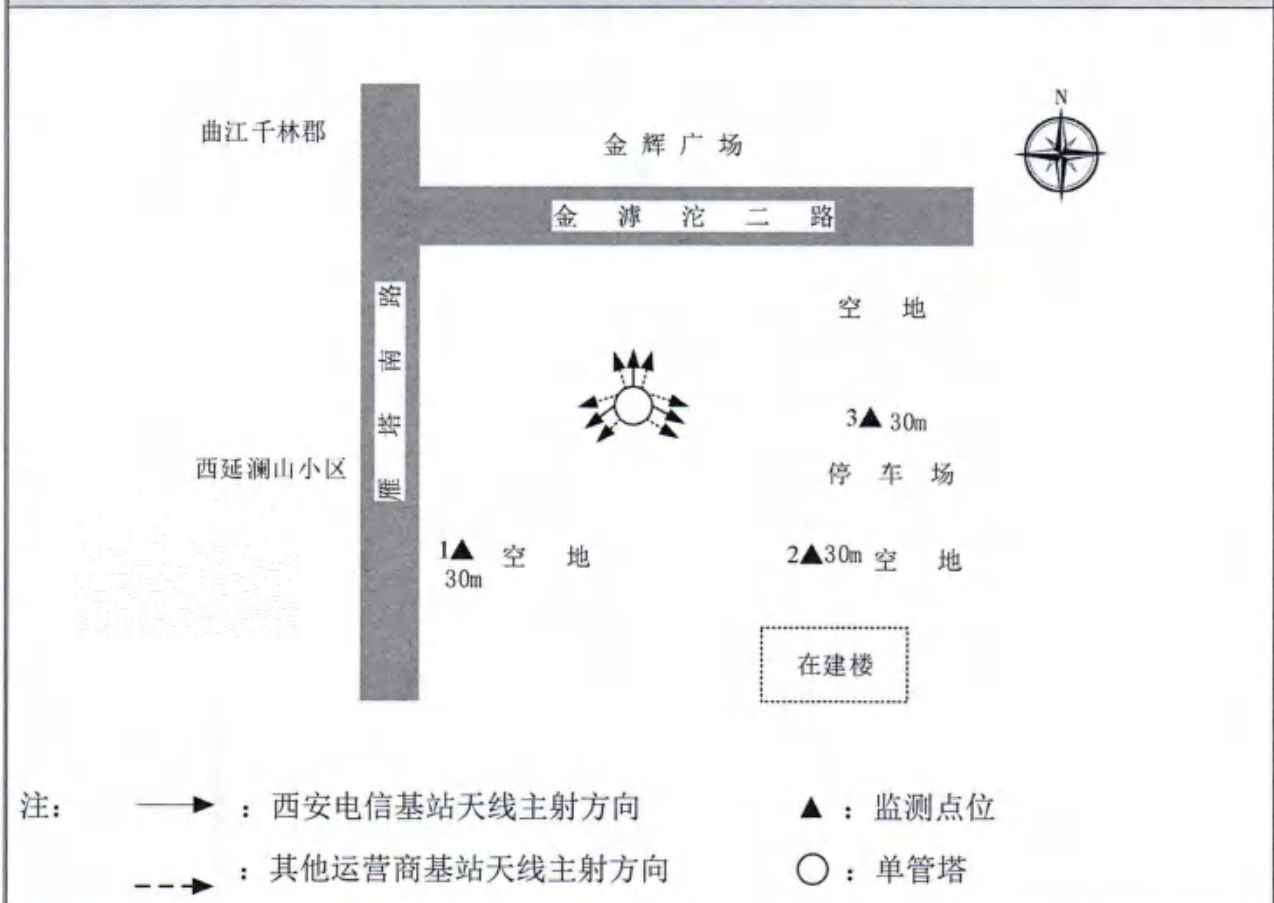 N
曲江千林郡
金辉广场
金滹沱二路
雁塔南路
空地
3▲ 30m
西延澜山小区
停车场
1▲
30m
空地
2▲30m 空地
在建楼
注：
：西安电信基站天线主射方向
▲：监测点位
：其他运营商基站天线主射方向
○：单管塔